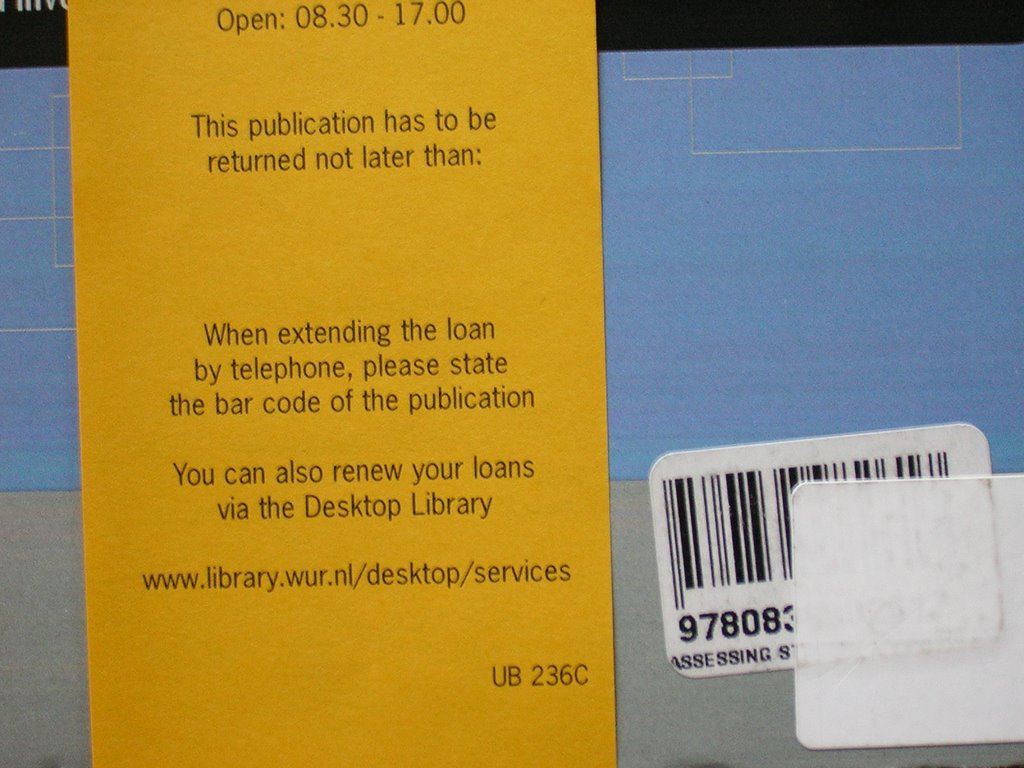 Open: 08.30 - 17.00
This publication has to be
returned not later than:
When extending the loan
by telephone, please state
the bar code of the publication
You can also renew your loans
via the Desktop Library
www.library.wur.nl/desktop/services
UB 236C
978083
ASSESSING